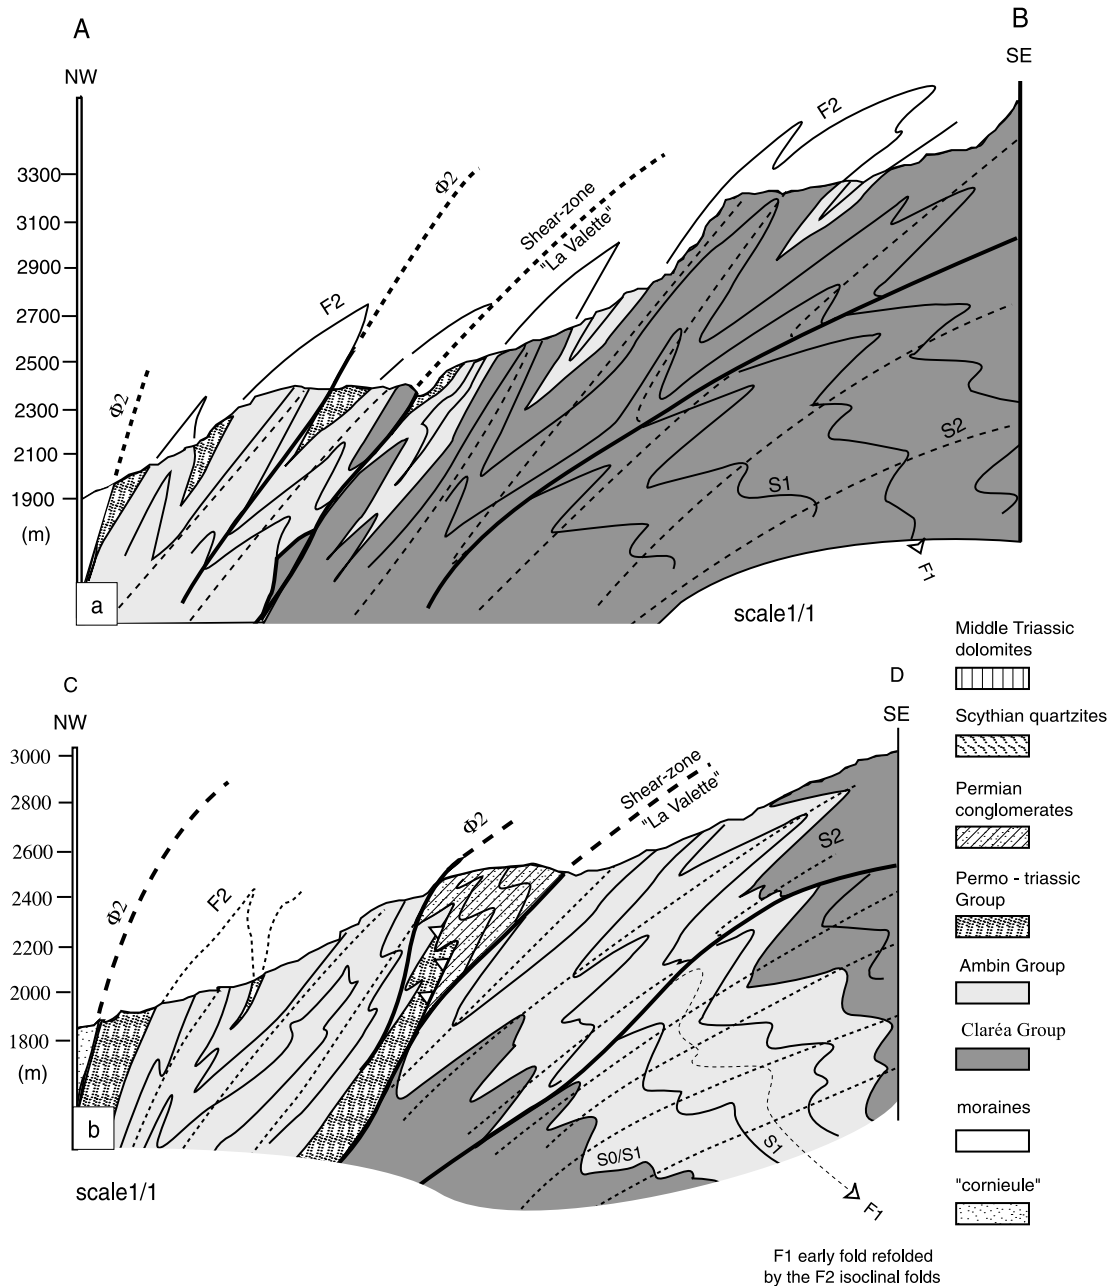 A
B
NW
SE
F2
Φ2
3300
3100
2900
2700
2500
2300
2100
1900
(m)
Shear-zone
"La Valette"
F2
Φ2
S2
S1
F1
a
scale1/1
Middle Triassic
dolomites
C
D
NW
SE
Scythian quartzites
3000
2800
2600
2400
2200
2000
1800
(m)
Shear-zone
"La Valette"
Φ2
Permian
conglomerates
S2
Φ2
F2
Permo - triassic
Group
Ambin Group
Claréa Group
moraines
b
S0/S1
S1
scale1/1
F1
"cornieule"
F1 early fold refolded
by the F2 isoclinal folds